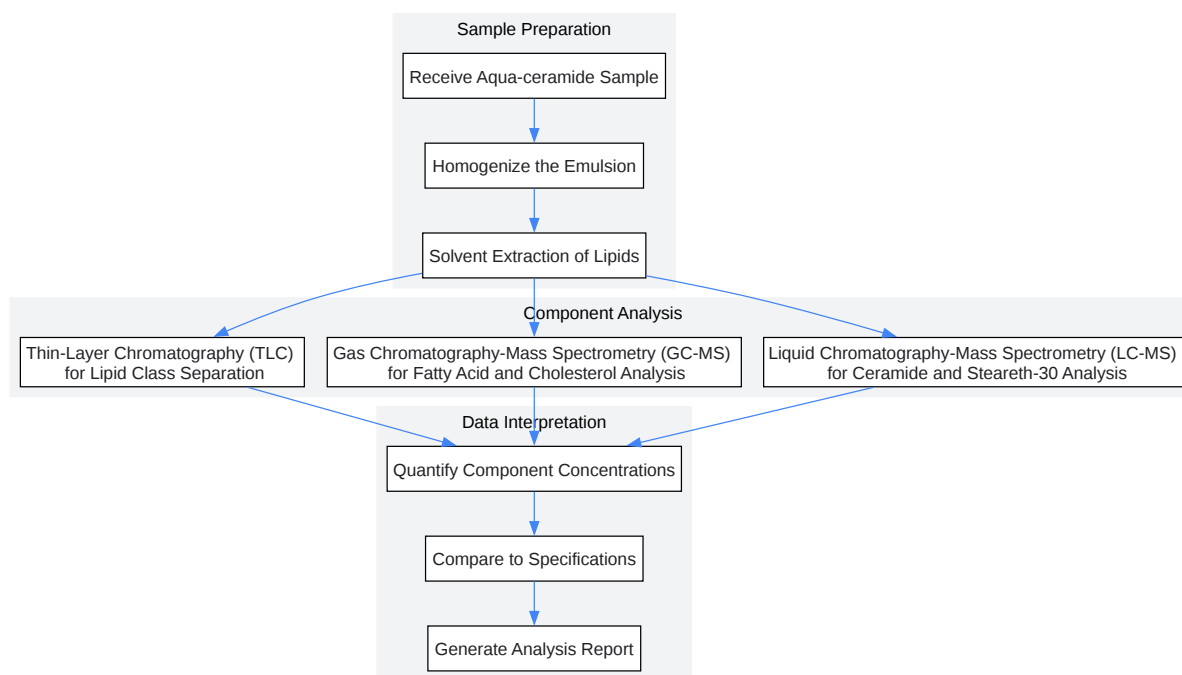 Sample Preparation
Receive Aqua-ceramide Sample
Homogenize the Emulsion
Solvent Extraction of Lipids
Component Analysis
Thin-Layer Chromatography (TLC)
for Lipid Class Separation
Gas Chromatography-Mass Spectrometry (GC-MS)
for Fatty Acid and Cholesterol Analysis
Liquid Chromatography-Mass Spectrometry (LC-MS)
for Ceramide and Steareth-30 Analysis
Data Interpretation
Quantify Component Concentrations
Compare to Specifications
Generate Analysis Report